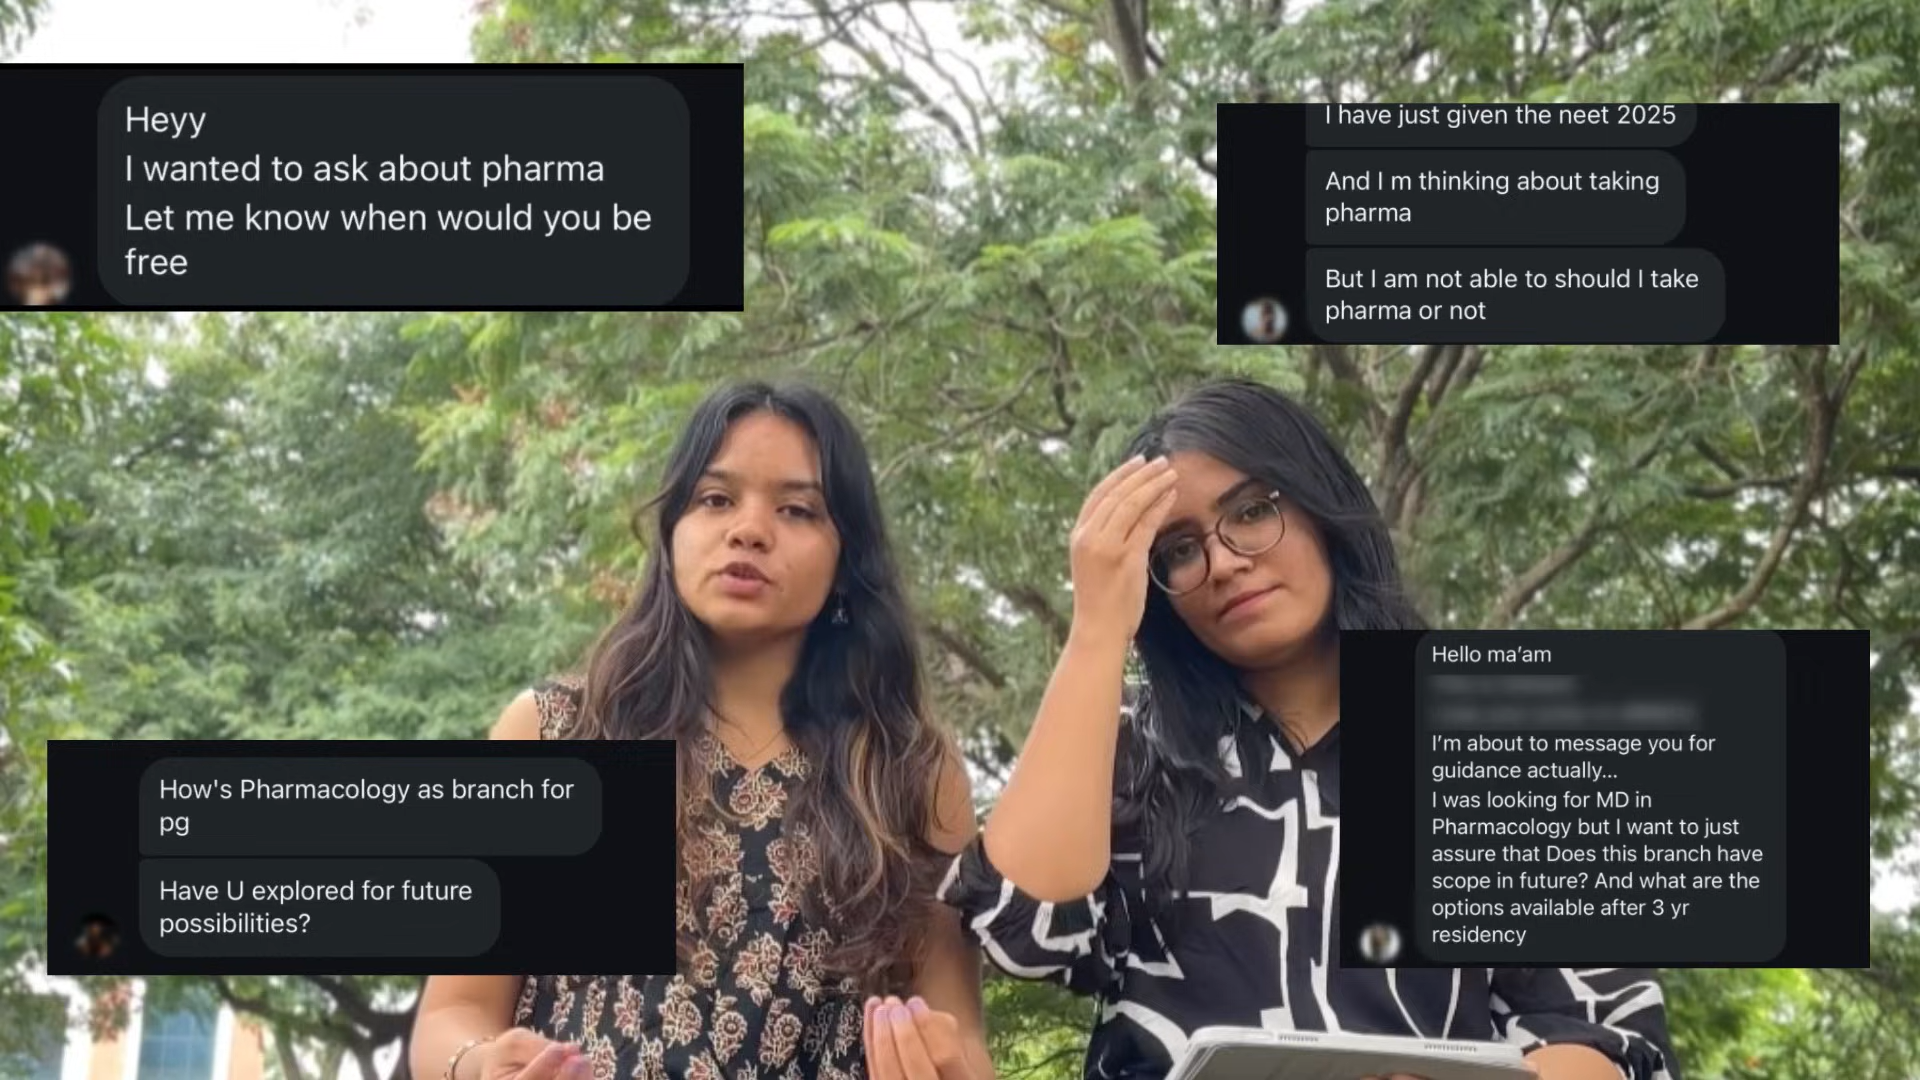 Heyy
I wanted to ask about pharma
Let me know when would you be
free
I have just given the neet 2025
And I m thinking about taking
pharma
But I am not able to should I take
pharma or not
How's Pharmacology as branch for
pg
Have U explored for future
possibilities?
Hello ma’am
I’m about to message you for
guidance actually...
I was looking for MD in
Pharmacology but I want to just
assure that Does this branch have
scope in future? And what are the
options available after 3 yr
residency